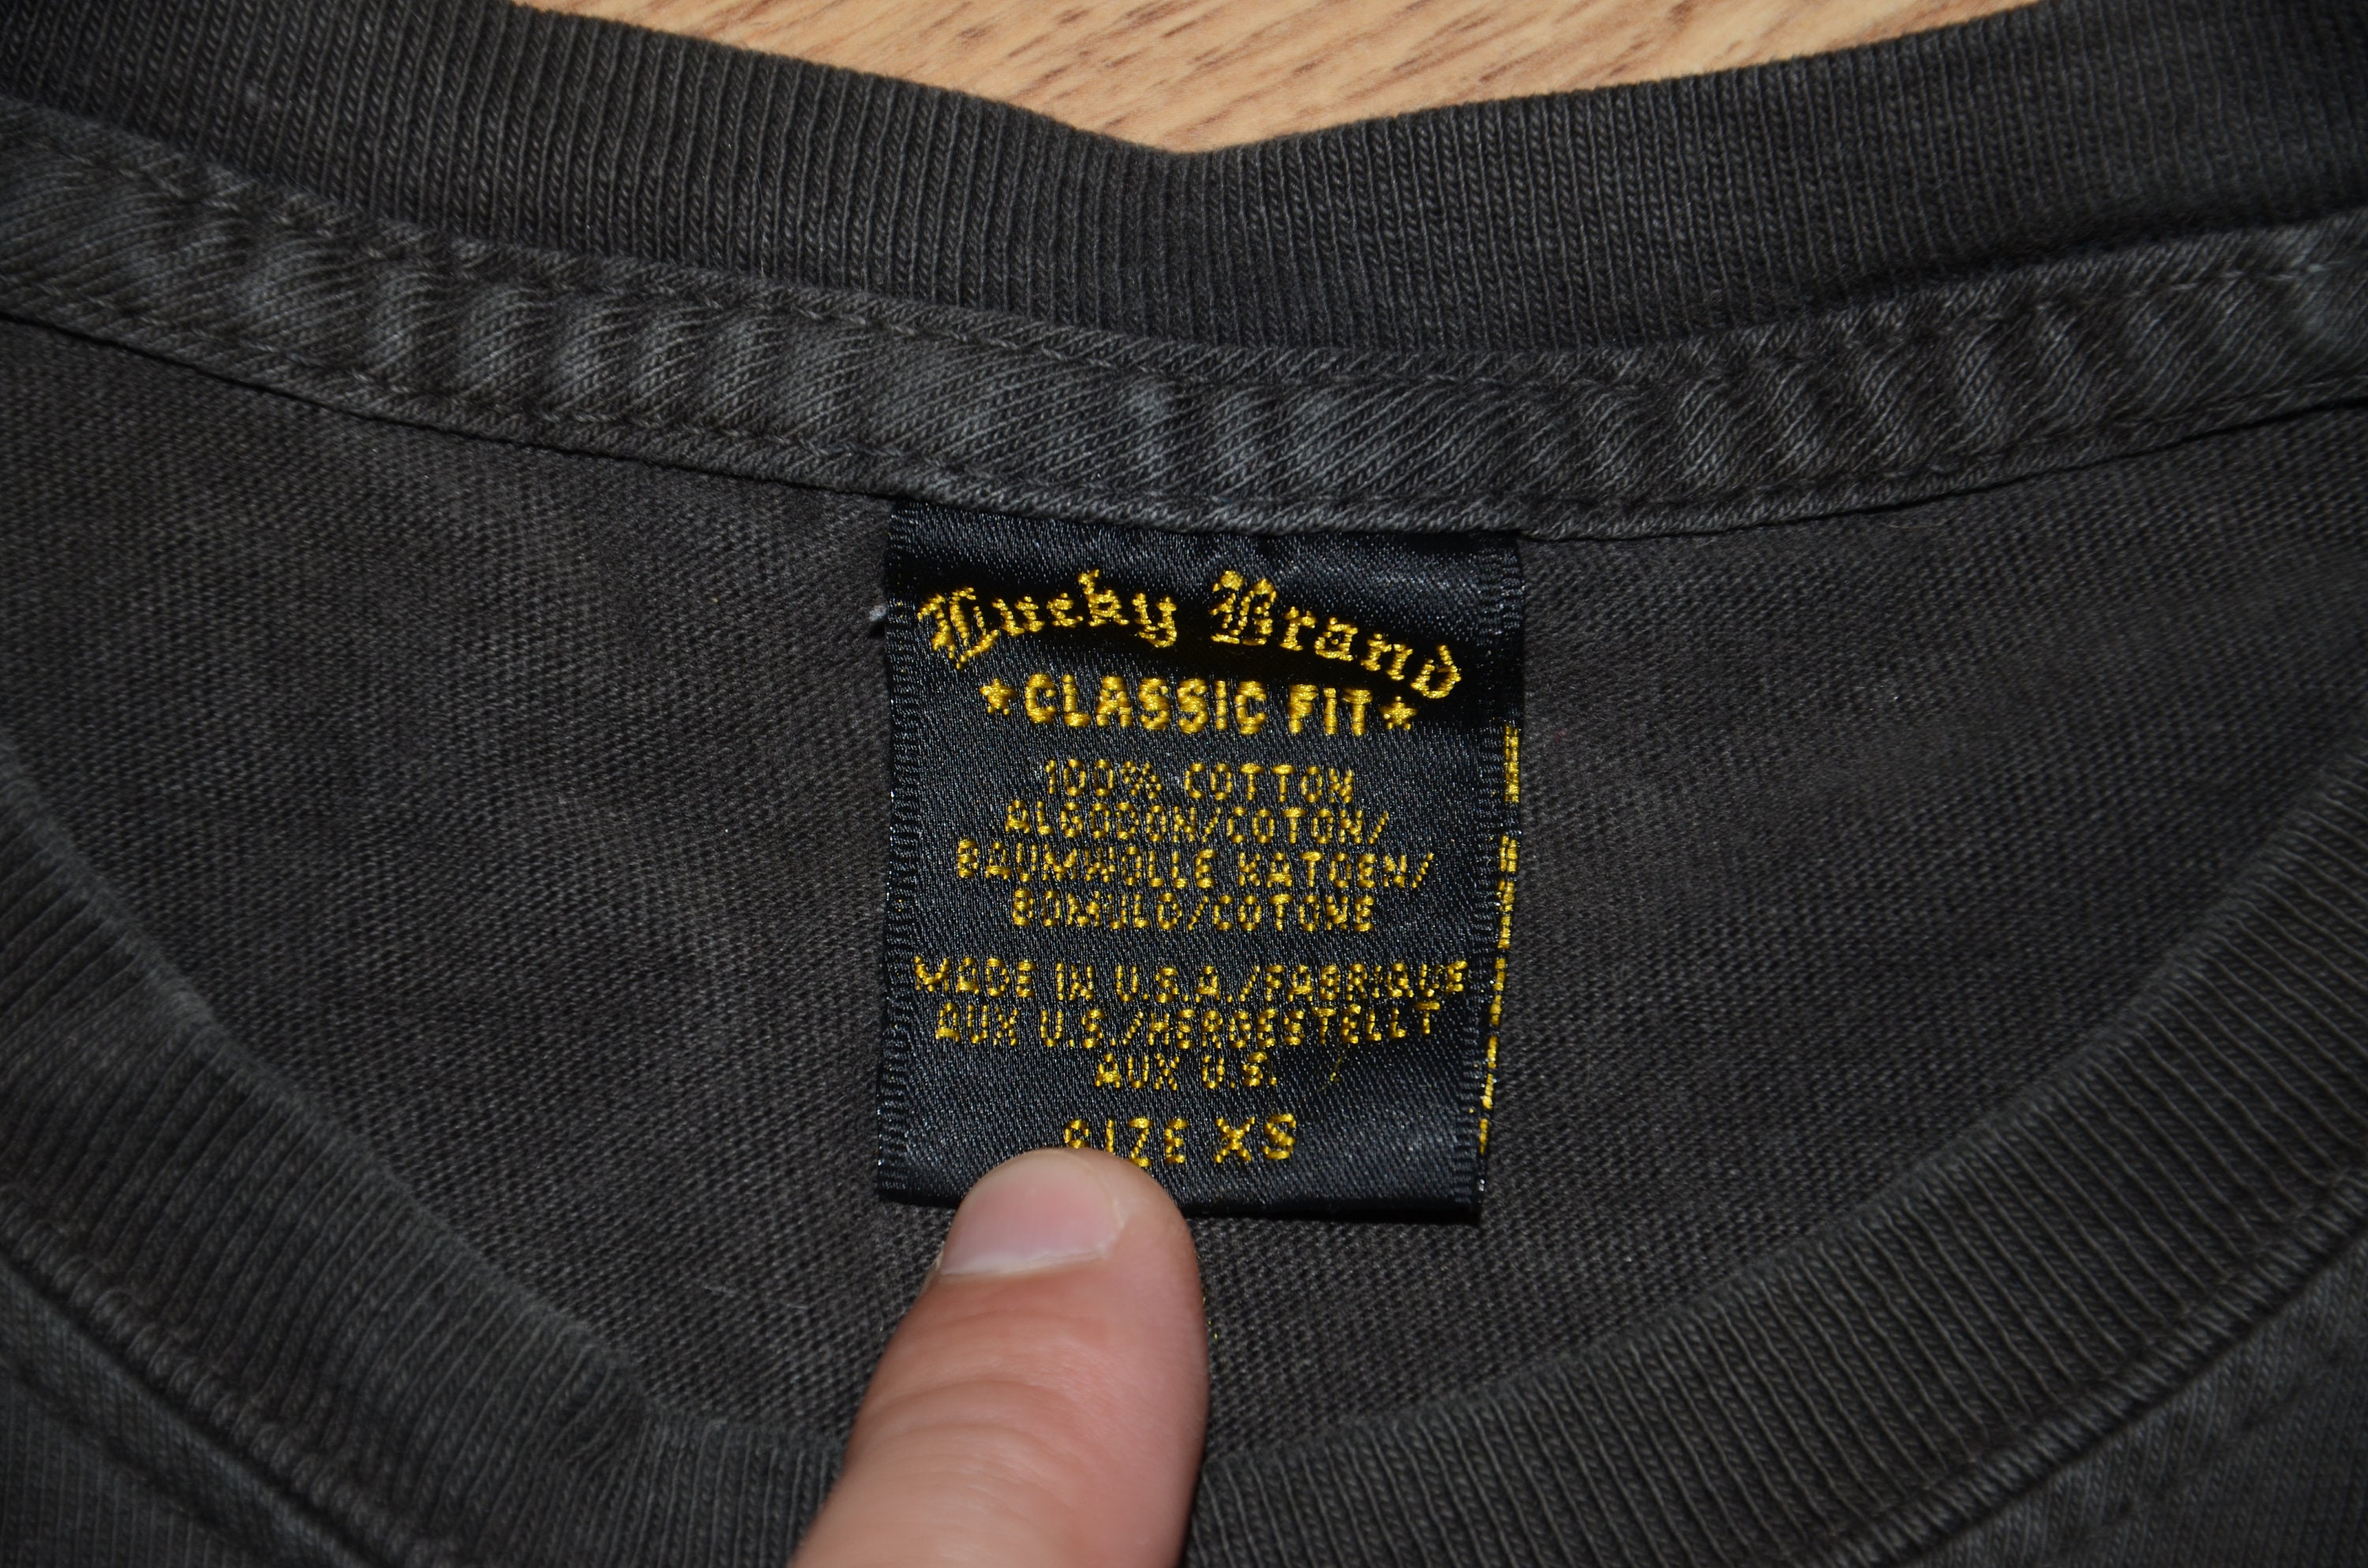 Lucky Brand
★CLASSIC FIT★
100% COTTON
ALGODON/COTON/
BAUMWOLLE KATOEN/
BOMULD/COTONE
MADE IN U.S.A./FABRIQUE
AUX U.S./HERGESTELLT
AUX U.S.
SIZE XS